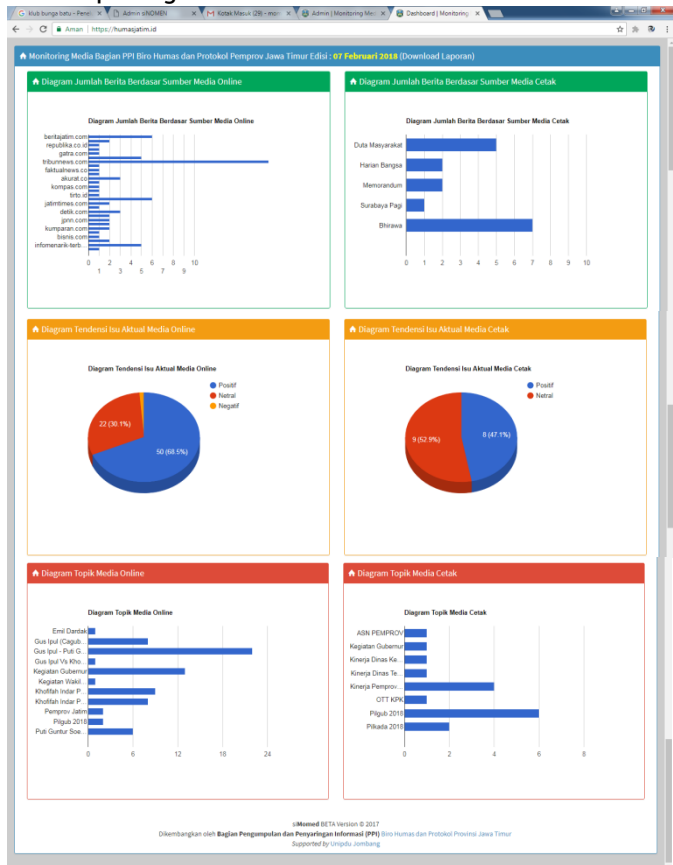 klub bunga batu - Pene
Admin siNOMEN
Kotak Masuk (29) - mon
Admin | Monitoring Me
Dashboard | Monitoring
Aman | https://humasjatim.id
Monitoring Media Bagian PPI Biro Humas dan Protokol Pemprov Jawa Timur Edisi : 07 Februari 2018 (Download Laporan)
Diagram Jumlah Berita Berdasar Sumber Media Online
Diagram Jumlah Berita Berdasar Sumber Media Online
beritajatim.com
republika.co.id
gatra.com
tribunnews.com
faktualnews.co
akurat.co
kompas.com
tirto.id
jatimtimes.com
detik.com
jpnn.com
kumparan.com
bisnis.com
infomenarik-terb...
0 2 4 6 8 10
1 3 5 7 9
Diagram Jumlah Berita Berdasar Sumber Media Cetak
Diagram Jumlah Berita Berdasar Sumber Media Cetak
Duta Masyarakat
Harian Bangsa
Memorandum
Surabaya Pagi
Bhirawa
0 1 2 3 4 5 6 7 8 9 10
Diagram Tendensi Isu Aktual Media Online
Diagram Tendensi Isu Aktual Media Online
Positif
Netral
Negatif
22 (30.1%)
50 (68.5%)
Diagram Tendensi Isu Aktual Media Cetak
Diagram Tendensi Isu Aktual Media Cetak
Positif
Netral
9 (52.9%)
8 (47.1%)
Diagram Topik Media Online
Diagram Topik Media Online
Emil Dardak
Gus Ipul (Cagub...
Gus Ipul - Puti G...
Gus Ipul Vs Kho...
Kegiatan Gubernur
Kegiatan Wakil...
Khofifah Indar P...
Khofifah Indar P...
Pemprov Jatim
Pilgub 2018
Puti Guntur Soe...
0 6 12 18 24
Diagram Topik Media Cetak
Diagram Topik Media Cetak
ASN PEMPROV
Kegiatan Gubernur
Kinerja Dinas Ke...
Kinerja Dinas Te...
Kinerja Pemprov...
OTT KPK
Pilgub 2018
Pilkada 2018
0 2 4 6 8
siMomed BETA Version © 2017
Dikembangkan oleh Bagian Pengumpulan dan Penyaringan Informasi (PPI) Biro Humas dan Protokol Provinsi Jawa Timur
Supported by Unipdu Jombang